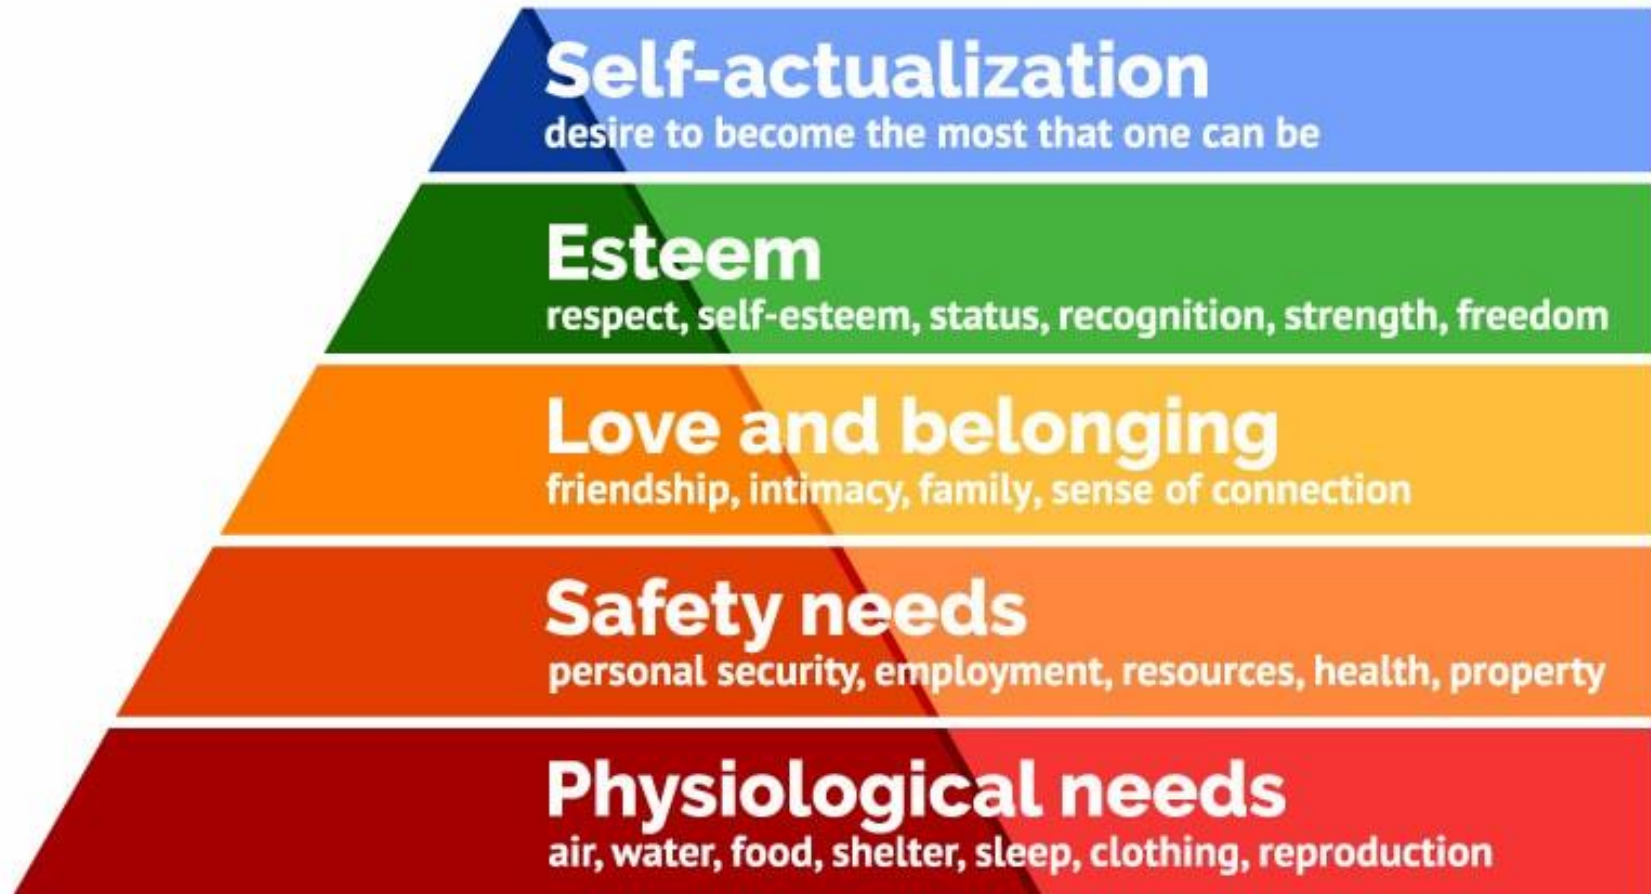 Self-actualization
desire to become the most that one can be
Esteem
respect, self-esteem, status, recognition, strength, freedom
Love and belonging
friendship, intimacy, family, sense of connection
Safety needs
personal security, employment, resources, health, property
Physiological needs
air, water, food, shelter, sleep, clothing, reproduction